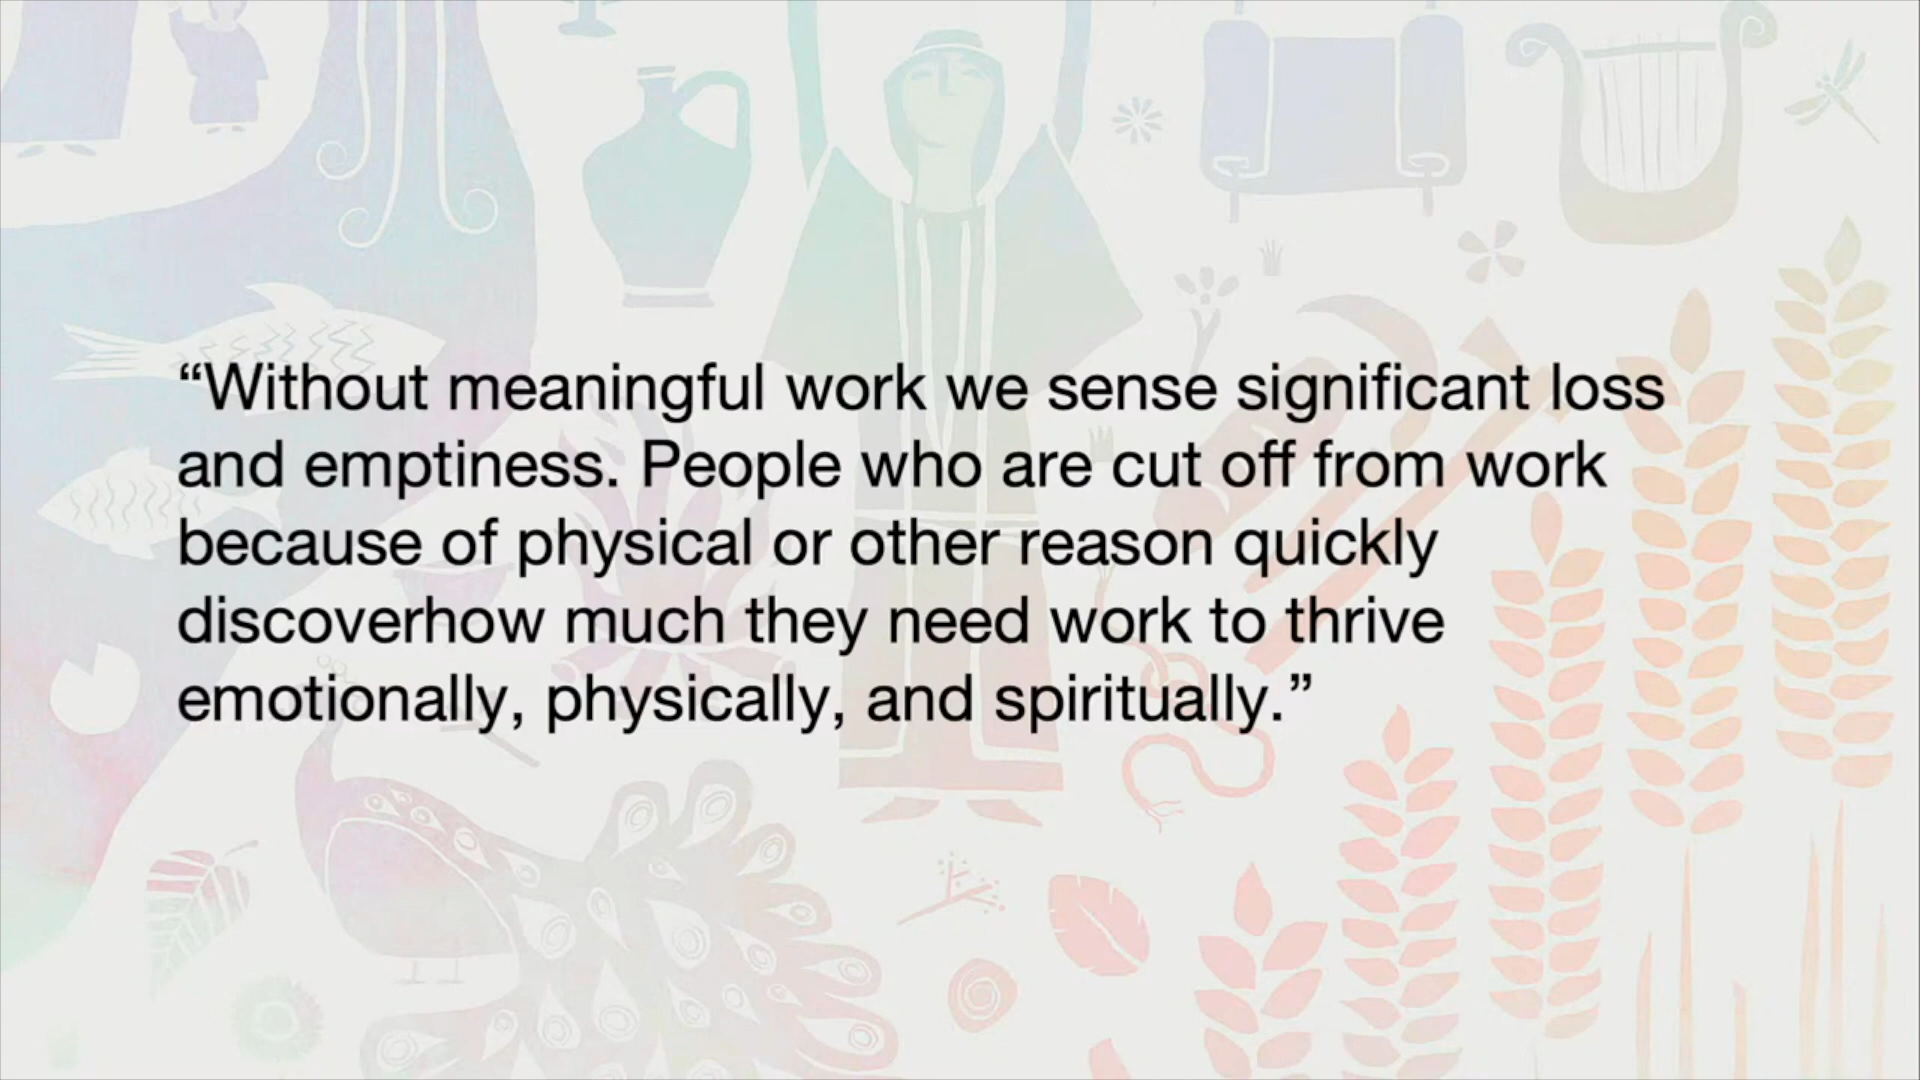 “Without meaningful work we sense significant loss
and emptiness. People who are cut off from work
because of physical or other reason quickly
discoverhow much they need work to thrive
emotionally, physically, and spiritually.”